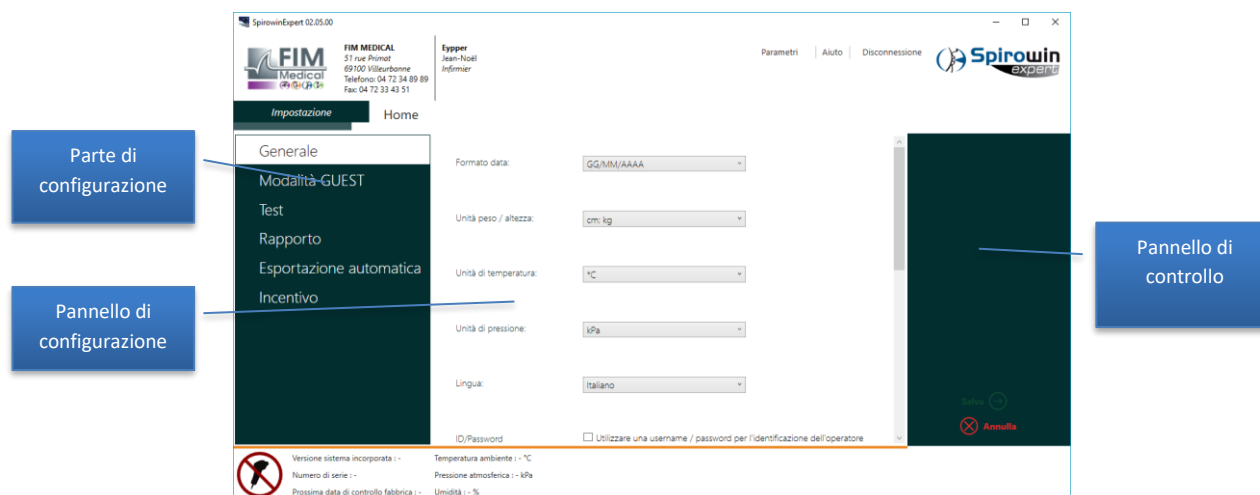 SpirowinExpert 02.05.00
FIM
Medical
FIM MEDICAL
51 rue Primat
69100 Villeurbanne
Telefono: 04 72 34 89 89
Fax: 04 72 33 43 51
Eypper
Jean-Noël
Infirmier
Parametri
Aiuto
Disconnessione
Spirowin
expert
Impostazione
Home
Parte di
configurazione
Pannello di
configurazione
Generale
Modalità GUEST
Test
Rapporto
Esportazione automatica
Incentivo
Formato data:
GG/MM/AAAA
Unità peso / altezza:
cm; kg
Unità di temperatura:
°C
Unità di pressione:
kPa
Lingua:
Italiano
ID/Password
Utilizzare una username / password per l'identificazione dell'operatore
Pannello di
controllo
Salva
Annulla
Versione sistema incorporata : -
Temperatura ambiente : - °C
Numero di serie : -
Pressione atmosferica : - kPa
Prossima data di controllo fabbrica : -
Umidità : - %